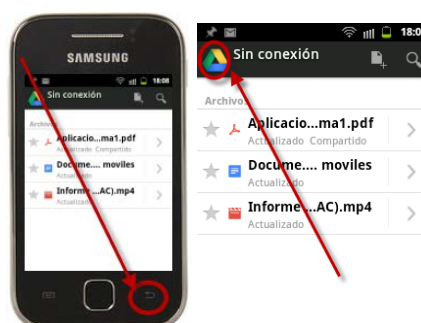 SAMSUNG
18:08
Sin conexión
Archivos
Aplicacio...ma1.pdf
Actualizado Compartido
Docume.... moviles
Actualizado
Informe ...AC).mp4
Actualizado
18:0
Sin conexión
Archivos
Aplicacio...ma1.pdf
Actualizado Compartido
Docume.... moviles
Actualizado
Informe ...AC).mp4
Actualizado